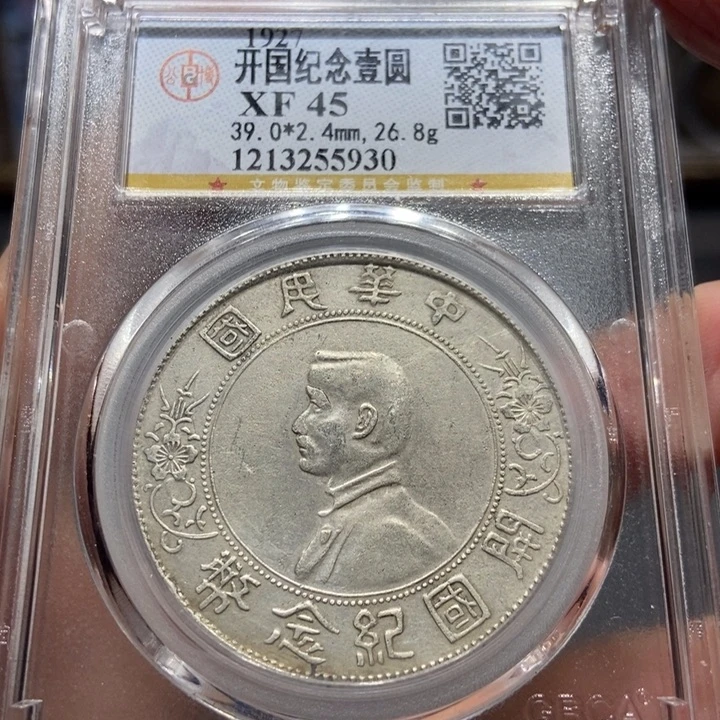 1927
开国纪念壹圆
XF 45
39.0*2.4mm, 26.8g
1213255930
文物鉴定委员会监制
中華民國
開國紀念幣